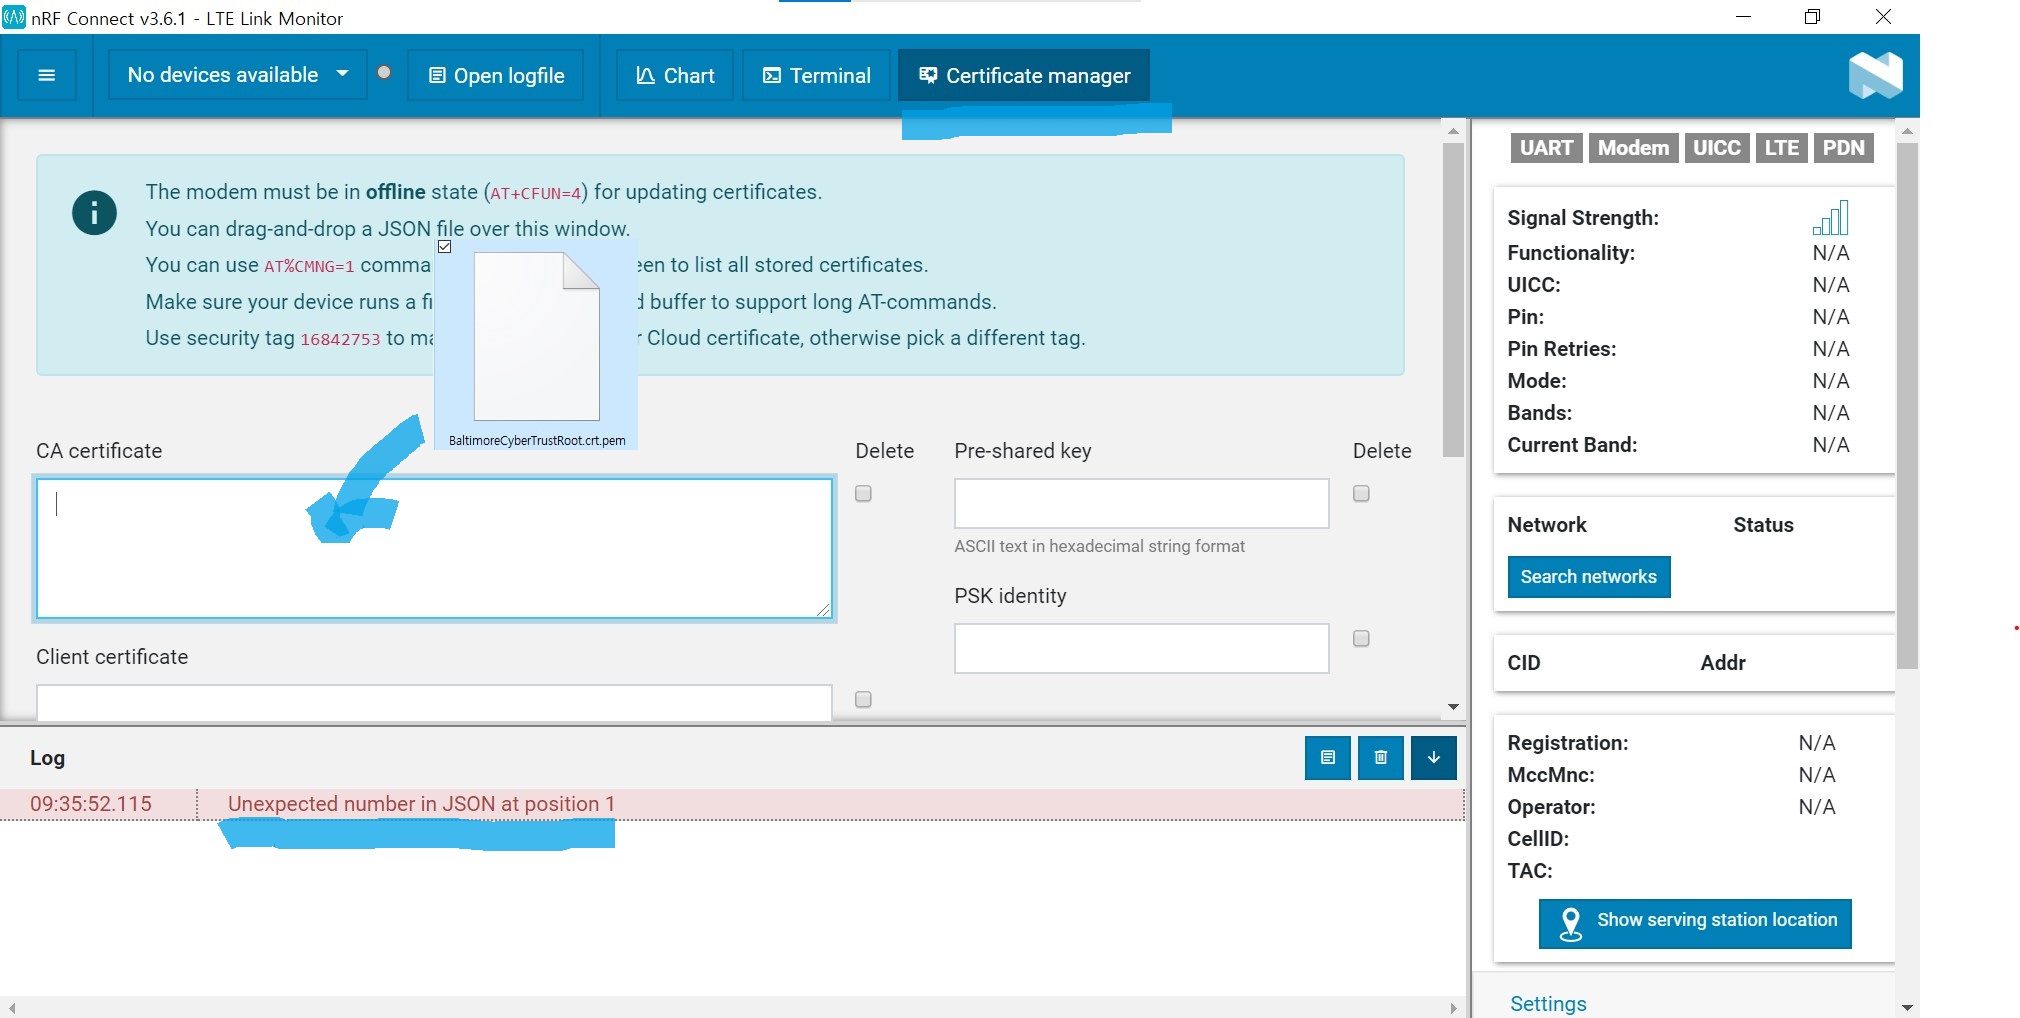 nRF Connect v3.6.1 - LTE Link Monitor
No devices available
Open logfile
Chart
Terminal
Certificate manager
The modem must be in offline state (AT+CFUN=4) for updating certificates.
You can drag-and-drop a JSON file over this window.
You can use AT%CMNG=1 comma een to list all stored certificates.
Make sure your device runs a fi d buffer to support long AT-commands.
Use security tag 16842753 to ma r Cloud certificate, otherwise pick a different tag.
BaltimoreCyberTrustRoot.crt.pem
CA certificate
Delete
Pre-shared key
Delete
ASCII text in hexadecimal string format
PSK identity
Client certificate
Log
09:35:52.115 Unexpected number in JSON at position 1
UART Modem UICC LTE PDN
Signal Strength:
Functionality: N/A
UICC: N/A
Pin: N/A
Pin Retries: N/A
Mode: N/A
Bands: N/A
Current Band: N/A
Network Status
Search networks
CID Addr
Registration: N/A
MccMnc: N/A
Operator: N/A
CellID:
TAC:
Show serving station location
Settings